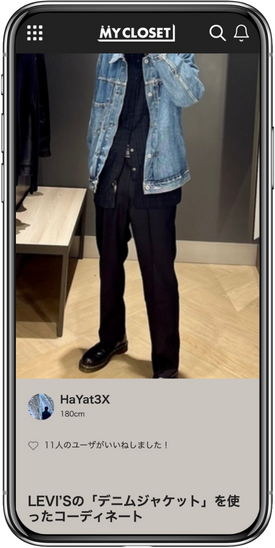 MY CLOSET
HaYat3X
180cm
11人のユーザがいいねしました！
LEVI'Sの「デニムジャケット」を使
ったコーディネート